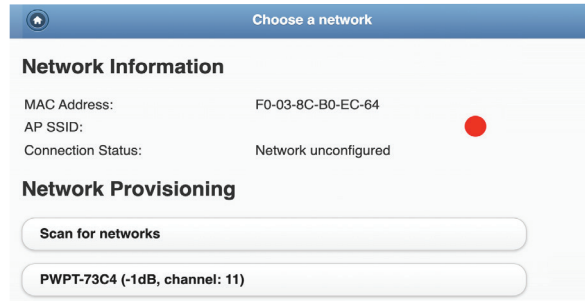 Choose a network
Network Information
MAC Address: F0-03-8C-B0-EC-64
AP SSID:
Connection Status: Network unconfigured
Network Provisioning
Scan for networks
PWPT-73C4 (-1dB, channel: 11)